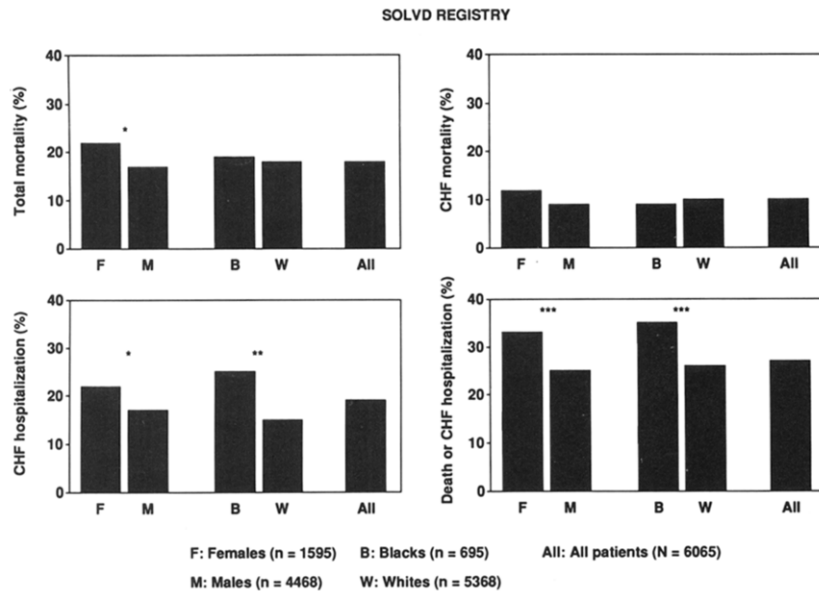 SOLVD REGISTRY
Total mortality (%)
40
30
20
10
0
*
F M B W All
CHF mortality (%)
40
30
20
10
0
F M B W All
CHF hospitalization (%)
40
30
20
10
0
* **
F M B W All
Death or CHF hospitalization (%)
40
30
20
10
0
*** ***
F M B W All
F: Females (n = 1595) B: Blacks (n = 695) All: All patients (N = 6065)
M: Males (n = 4468) W: Whites (n = 5368)